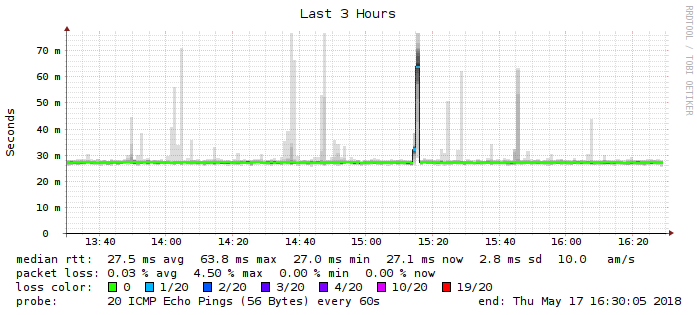 Last 3 Hours
RRDTOOL / TOBI OETIKER
Seconds
70 m
60 m
50 m
40 m
30 m
20 m
10 m
0
13:40 14:00 14:20 14:40 15:00 15:20 15:40 16:00 16:20
median rtt: 27.5 ms avg 63.8 ms max 27.0 ms min 27.1 ms now 2.8 ms sd 10.0 am/s
packet loss: 0.03 % avg 4.50 % max 0.00 % min 0.00 % now
loss color: 0 1/20 2/20 3/20 4/20 10/20 19/20
probe: 20 ICMP Echo Pings (56 Bytes) every 60s end: Thu May 17 16:30:05 2018